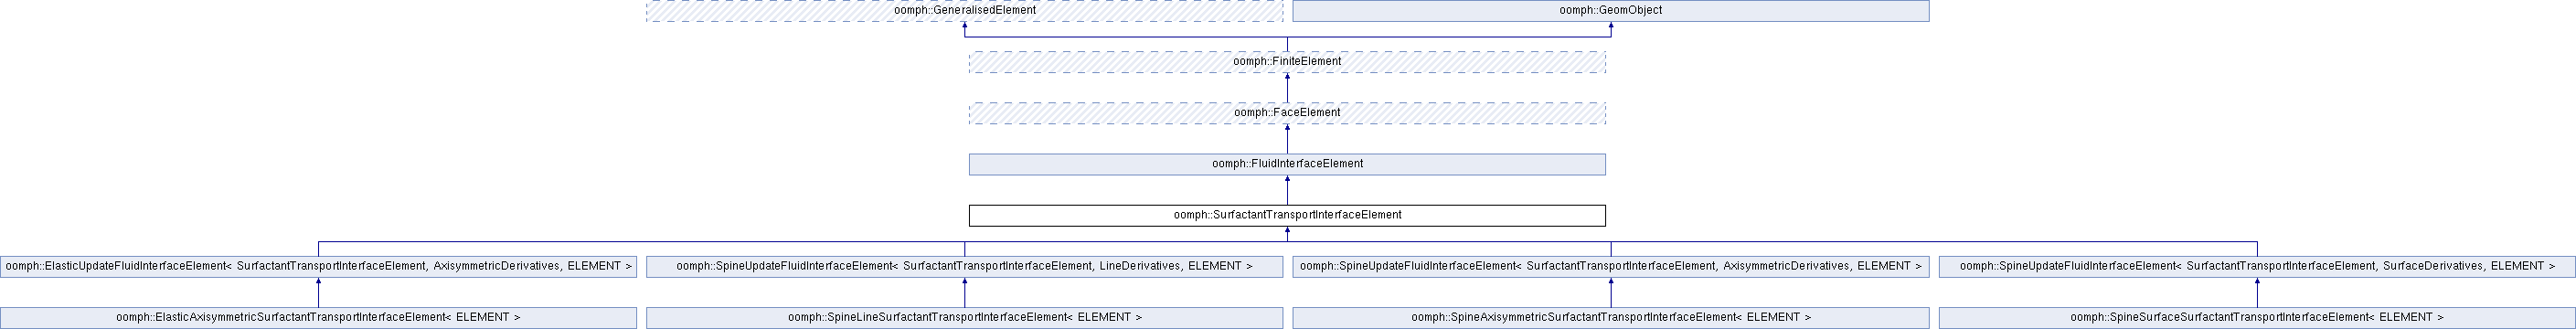 oomph::GeneralisedElement
oomph::GeomObject
oomph::FiniteElement
oomph::FaceElement
oomph::FluidInterfaceElement
oomph::SurfactantTransportInterfaceElement
oomph::ElasticUpdateFluidInterfaceElement< SurfactantTransportInterfaceElement, AxisymmetricDerivatives, ELEMENT >
oomph::SpineUpdateFluidInterfaceElement< SurfactantTransportInterfaceElement, LineDerivatives, ELEMENT >
oomph::SpineUpdateFluidInterfaceElement< SurfactantTransportInterfaceElement, AxisymmetricDerivatives, ELEMENT >
oomph::SpineUpdateFluidInterfaceElement< SurfactantTransportInterfaceElement, SurfaceDerivatives, ELEMENT >
oomph::ElasticAxisymmetricSurfactantTransportInterfaceElement< ELEMENT >
oomph::SpineLineSurfactantTransportInterfaceElement< ELEMENT >
oomph::SpineAxisymmetricSurfactantTransportInterfaceElement< ELEMENT >
oomph::SpineSurfaceSurfactantTransportInterfaceElement< ELEMENT >